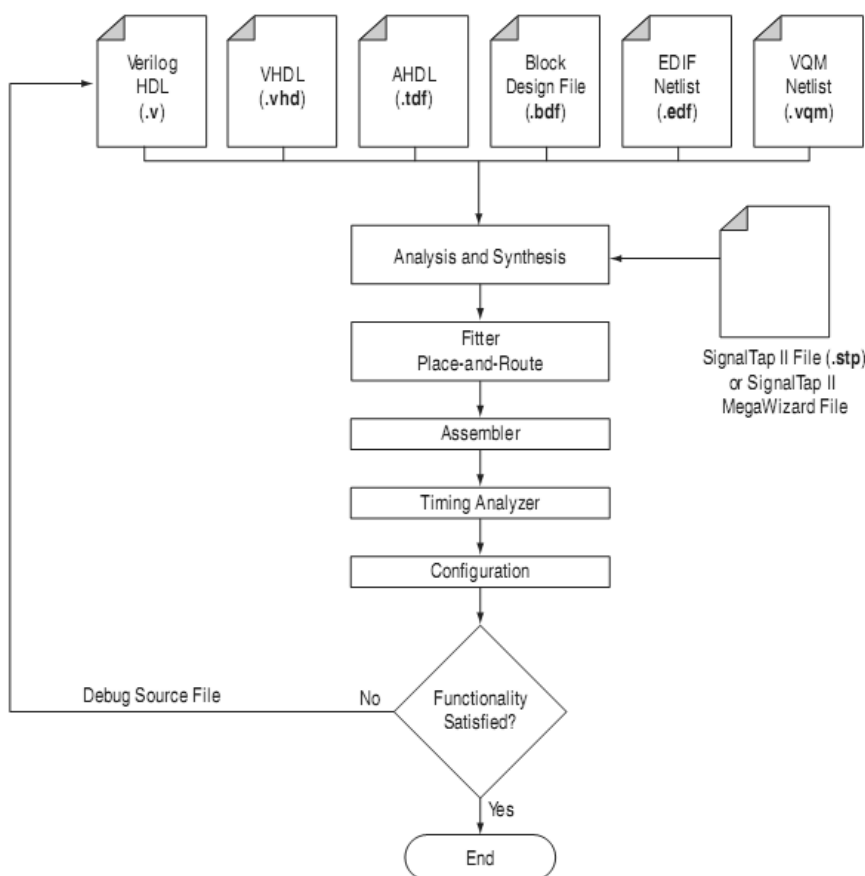 Verilog
HDL
(.v)
VHDL
(.vhd)
AHDL
(.tdf)
Block
Design File
(.bdf)
EDIF
Netlist
(.edf)
VQM
Netlist
(.vqm)
Analysis and Synthesis
SignalTap II File (.stp)
or SignalTap II
MegaWizard File
Fitter
Place-and-Route
Assembler
Timing Analyzer
Configuration
Functionality
Satisfied?
No
Debug Source File
Yes
End